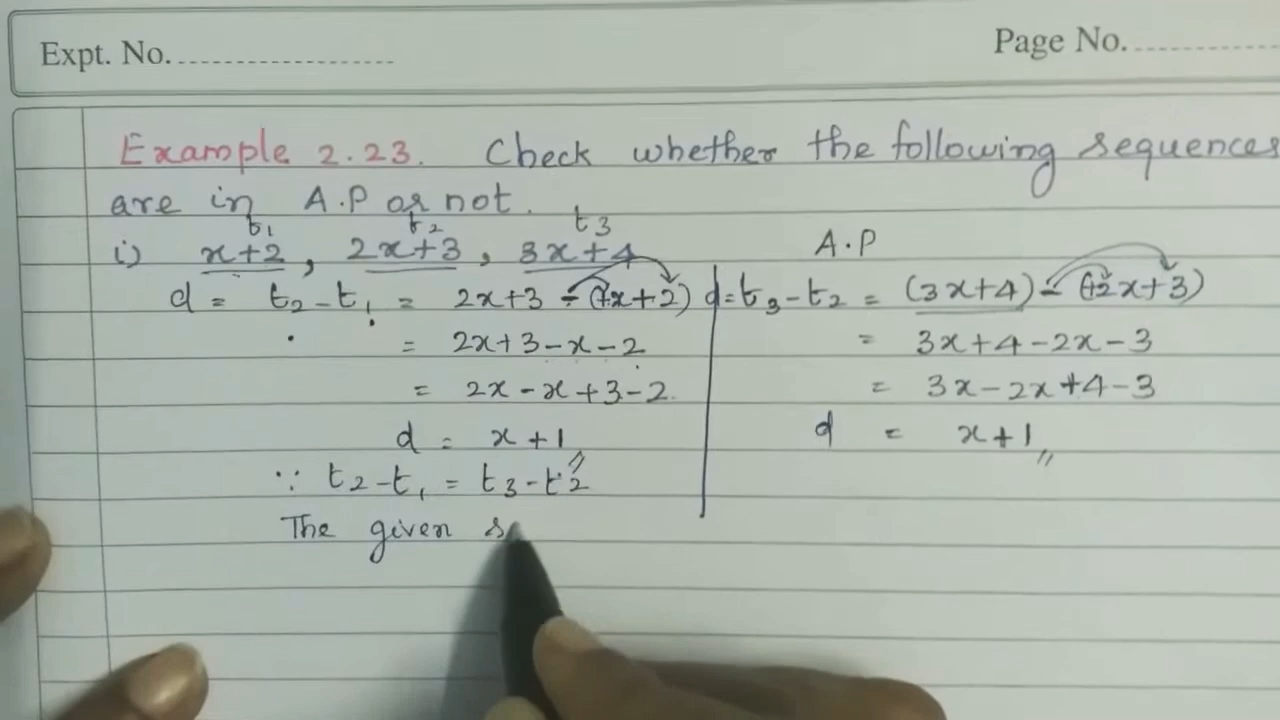 Expt. No.
Page No.
Example 2.23. Check whether the following sequences
are in A.P or not.
t₁ t₂ t₃
i) x+2, 2x+3, 3x+4
A.P
d = t₂-t₁ = 2x+3 - (+x+2)
= 2x+3-x-2
= 2x-x+3-2
d = x+1
∵ t₂-t₁ = t₃-t₂
The given s
d=t₃-t₂ = (3x+4) - (+2x+3)
= 3x+4-2x-3
= 3x-2x+4-3
d = x+1